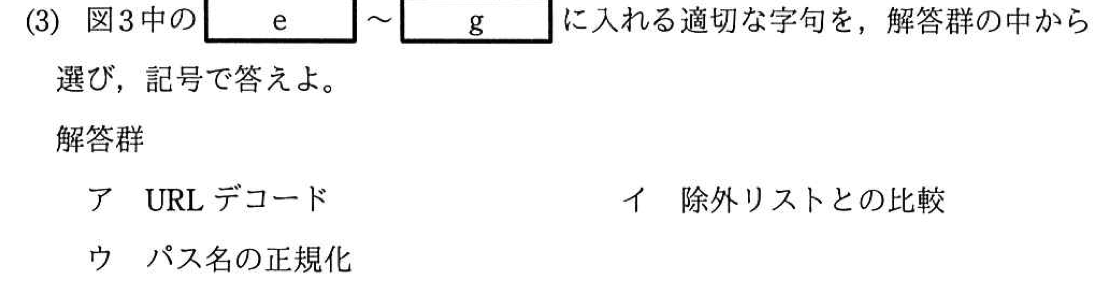 (3) 図3中の e ～ g に入れる適切な字句を，解答群の中から
選び，記号で答えよ。
解答群
ア URL デコード イ 除外リストとの比較
ウ パス名の正規化